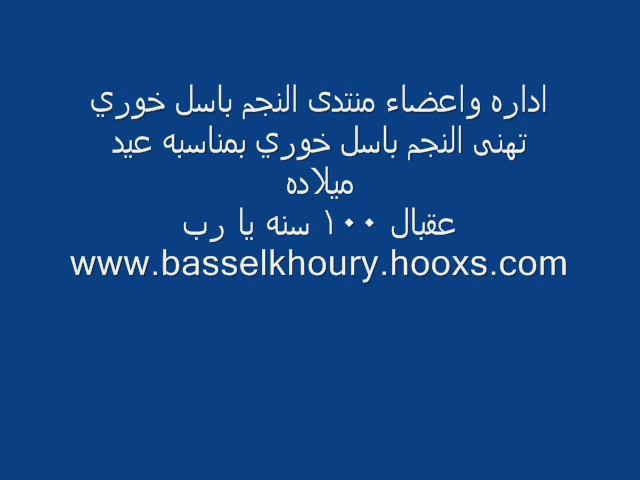 اداره واعضاء منتدى النجم باسل خوري
تهنى النجم باسل خوري بمناسبه عيد
ميلاده
عقبال ١٠٠ سنه يا رب
www.basselkhoury.hooxs.com